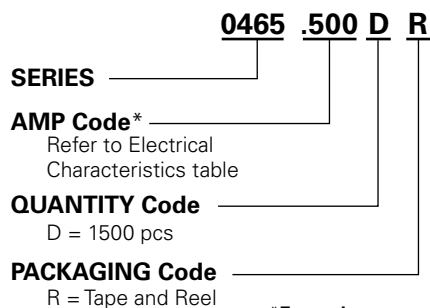 0465 .500 D R
SERIES
AMP Code*
Refer to Electrical
Characteristics table
QUANTITY Code
D = 1500 pcs
PACKAGING Code
R = Tape and Reel